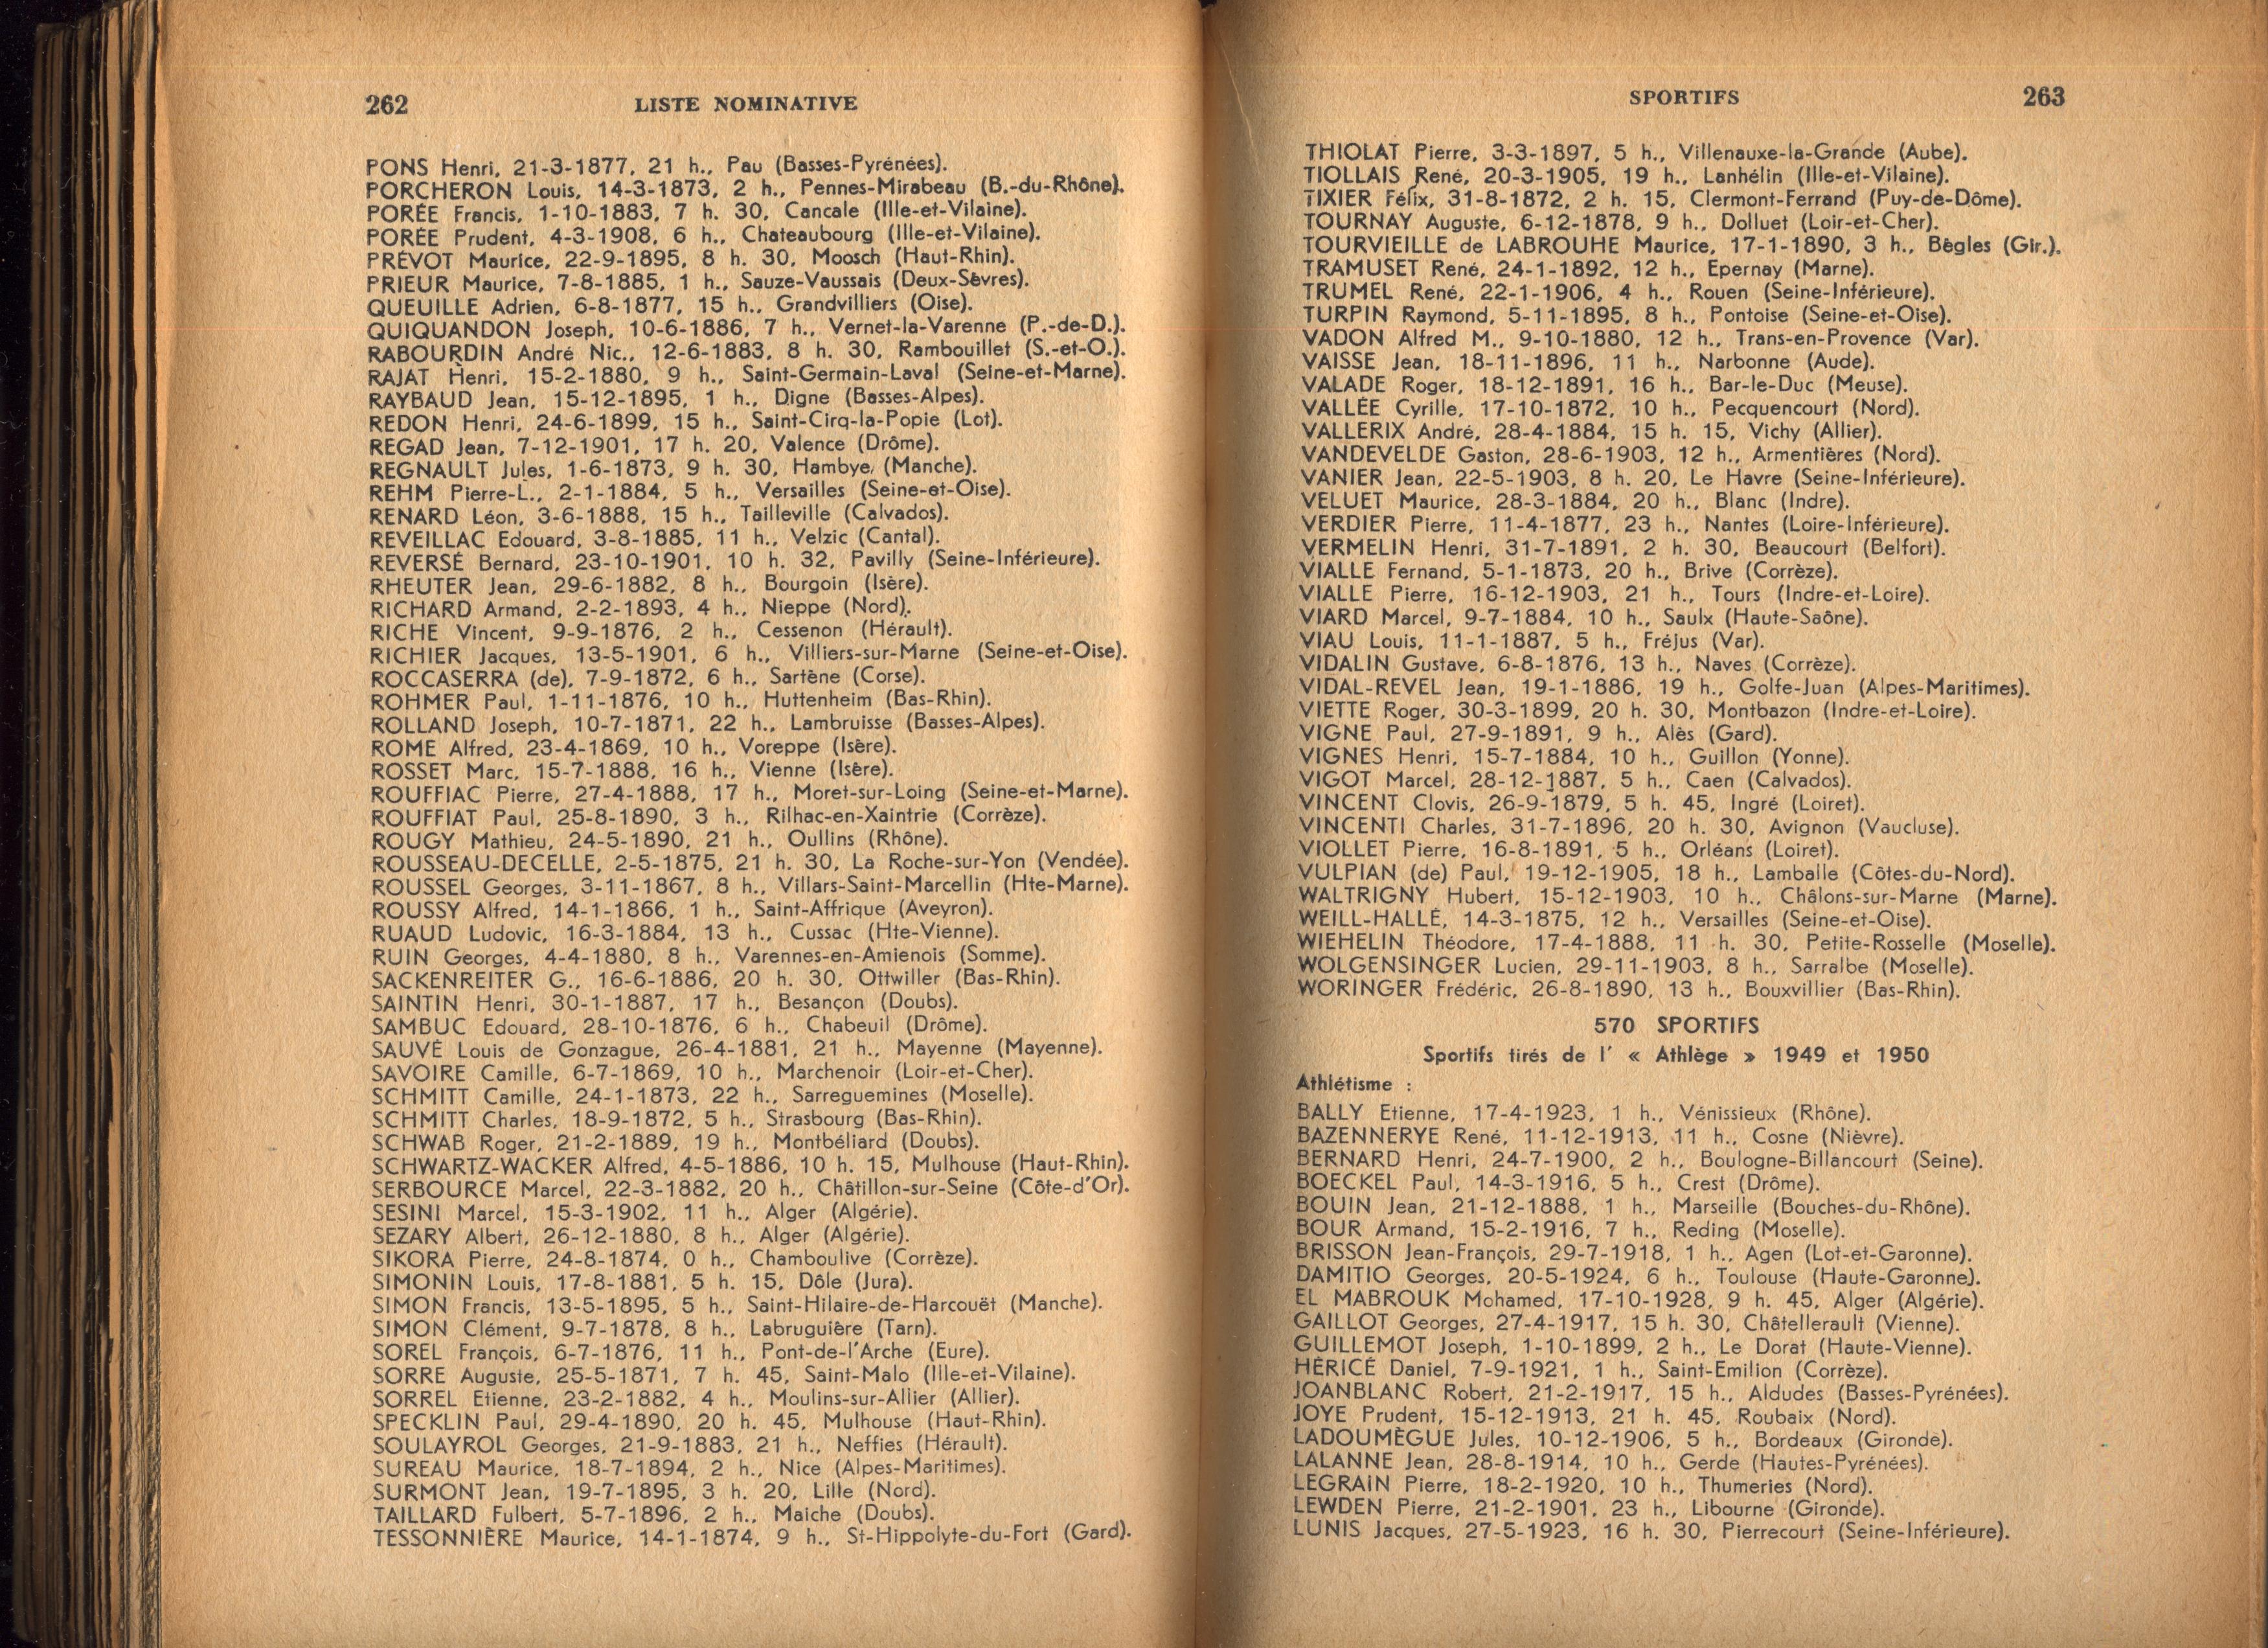 262
LISTE NOMINATIVE
PONS Henri, 21-3-1877, 21 h., Pau (Basses-Pyrénées).
PORCHERON Louis, 14-3-1873, 2 h., Pennes-Mirabeau (B.-du-Rhône).
PORÉE Francis, 1-10-1883, 7 h. 30, Cancale (Ille-et-Vilaine).
PORÉE Prudent, 4-3-1908, 6 h., Chateaubourg (Ille-et-Vilaine).
PRÉVOT Maurice, 22-9-1895, 8 h. 30, Moosch (Haut-Rhin).
PRIEUR Maurice, 7-8-1885, 1 h., Sauze-Vaussais (Deux-Sèvres).
QUEUILLE Adrien, 6-8-1877, 15 h., Grandvilliers (Oise).
QUIQUANDON Joseph, 10-6-1886, 7 h., Vernet-la-Varenne (P.-de-D.).
RABOURDIN André Nic., 12-6-1883, 8 h. 30, Rambouillet (S.-et-O.).
RAJAT Henri, 15-2-1880, 9 h., Saint-Germain-Laval (Seine-et-Marne).
RAYBAUD Jean, 15-12-1895, 1 h., Digne (Basses-Alpes).
REDON Henri, 24-6-1899, 15 h., Saint-Cirq-la-Popie (Lot).
REGAD Jean, 7-12-1901, 17 h. 20, Valence (Drôme).
REGNAULT Jules, 1-6-1873, 9 h. 30, Hambye, (Manche).
REHM Pierre-L., 2-1-1884, 5 h., Versailles (Seine-et-Oise).
RENARD Léon, 3-6-1888, 15 h., Tailleville (Calvados).
REVEILLAC Edouard, 3-8-1885, 11 h., Velzic (Cantal).
REVERSÉ Bernard, 23-10-1901, 10 h. 32, Pavilly (Seine-Inférieure).
RHEUTER Jean, 29-6-1882, 8 h., Bourgoin (Isère).
RICHARD Armand, 2-2-1893, 4 h., Nieppe (Nord).
RICHE Vincent, 9-9-1876, 2 h., Cessenon (Hérault).
RICHIER Jacques, 13-5-1901, 6 h., Villiers-sur-Marne (Seine-et-Oise).
ROCCASERRA (de), 7-9-1872, 6 h., Sartène (Corse).
ROHMER Paul, 1-11-1876, 10 h., Huttenheim (Bas-Rhin).
ROLLAND Joseph, 10-7-1871, 22 h., Lambruisse (Basses-Alpes).
ROME Alfred, 23-4-1869, 10 h., Voreppe (Isère).
ROSSET Marc, 15-7-1888, 16 h., Vienne (Isère).
ROUFFIAC Pierre, 27-4-1888, 17 h., Moret-sur-Loing (Seine-et-Marne).
ROUFFIAT Paul, 25-8-1890, 3 h., Rilhac-en-Xaintrie (Corrèze).
ROUGY Mathieu, 24-5-1890, 21 h., Oullins (Rhône).
ROUSSEAU-DECELLE, 2-5-1875, 21 h. 30, La Roche-sur-Yon (Vendée).
ROUSSEL Georges, 3-11-1867, 8 h., Villars-Saint-Marcellin (Hte-Marne).
ROUSSY Alfred, 14-1-1866, 1 h., Saint-Affrique (Aveyron).
RUAUD Ludovic, 16-3-1884, 13 h., Cussac (Hte-Vienne).
RUIN Georges, 4-4-1880, 8 h., Varennes-en-Amienois (Somme).
SACKENREITER G., 16-6-1886, 20 h. 30, Ottwiller (Bas-Rhin).
SAINTIN Henri, 30-1-1887, 17 h., Besançon (Doubs).
SAMBUC Edouard, 28-10-1876, 6 h., Chabeuil (Drôme).
SAUVÉ Louis de Gonzague, 26-4-1881, 21 h., Mayenne (Mayenne).
SAVOIRE Camille, 6-7-1869, 10 h., Marchenoir (Loir-et-Cher).
SCHMITT Camille, 24-1-1873, 22 h., Sarreguemines (Moselle).
SCHMITT Charles, 18-9-1872, 5 h., Strasbourg (Bas-Rhin).
SCHWAB Roger, 21-2-1889, 19 h., Montbéliard (Doubs).
SCHWARTZ-WACKER Alfred, 4-5-1886, 10 h. 15, Mulhouse (Haut-Rhin).
SERBOURCE Marcel, 22-3-1882, 20 h., Châtillon-sur-Seine (Côte-d'Or).
SESINI Marcel, 15-3-1902, 11 h., Alger (Algérie).
SEZARY Albert, 26-12-1880, 8 h., Alger (Algérie).
SIKORA Pierre, 24-8-1874, 0 h., Chamboulive (Corrèze).
SIMONIN Louis, 17-8-1881, 5 h. 15, Dôle (Jura).
SIMON Francis, 13-5-1895, 5 h., Saint-Hilaire-de-Harcouët (Manche).
SIMON Clément, 9-7-1878, 8 h., Labruguière (Tarn).
SOREL François, 6-7-1876, 11 h., Pont-de-l'Arche (Eure).
SORRE Auguste, 25-5-1871, 7 h. 45, Saint-Malo (Ille-et-Vilaine).
SORREL Etienne, 23-2-1882, 4 h., Moulins-sur-Allier (Allier).
SPECKLIN Paul, 29-4-1890, 20 h. 45, Mulhouse (Haut-Rhin).
SOULAYROL Georges, 21-9-1883, 21 h., Neffies (Hérault).
SUREAU Maurice, 18-7-1894, 2 h., Nice (Alpes-Maritimes).
SURMONT Jean, 19-7-1895, 3 h. 20, Lille (Nord).
TAILLARD Fulbert, 5-7-1896, 2 h., Maiche (Doubs).
TESSONNIÈRE Maurice, 14-1-1874, 9 h., St-Hippolyte-du-Fort (Gard).
SPORTIFS
263
THIOLAT Pierre, 3-3-1897, 5 h., Villenauxe-la-Grande (Aube).
TIOLLAIS René, 20-3-1905, 19 h., Lanhélin (Ille-et-Vilaine).
TIXIER Félix, 31-8-1872, 2 h. 15, Clermont-Ferrand (Puy-de-Dôme).
TOURNAY Auguste, 6-12-1878, 9 h., Dolluet (Loir-et-Cher).
TOURVIEILLE de LABROUHE Maurice, 17-1-1890, 3 h., Bègles (Gir.).
TRAMUSET René, 24-1-1892, 12 h., Epernay (Marne).
TRUMEL René, 22-1-1906, 4 h., Rouen (Seine-Inférieure).
TURPIN Raymond, 5-11-1895, 8 h., Pontoise (Seine-et-Oise).
VADON Alfred M., 9-10-1880, 12 h., Trans-en-Provence (Var).
VAISSE Jean, 18-11-1896, 11 h., Narbonne (Aude).
VALADE Roger, 18-12-1891, 16 h., Bar-le-Duc (Meuse).
VALLÉE Cyrille, 17-10-1872, 10 h., Pecquencourt (Nord).
VALLERIX André, 28-4-1884, 15 h. 15, Vichy (Allier).
VANDEVELDE Gaston, 28-6-1903, 12 h., Armentières (Nord).
VANIER Jean, 22-5-1903, 8 h. 20, Le Havre (Seine-Inférieure).
VELUET Maurice, 28-3-1884, 20 h., Blanc (Indre).
VERDIER Pierre, 11-4-1877, 23 h., Nantes (Loire-Inférieure).
VERMELIN Henri, 31-7-1891, 2 h. 30, Beaucourt (Belfort).
VIALLE Fernand, 5-1-1873, 20 h., Brive (Corrèze).
VIALLE Pierre, 16-12-1903, 21 h., Tours (Indre-et-Loire).
VIARD Marcel, 9-7-1884, 10 h., Saulx (Haute-Saône).
VIAU Louis, 11-1-1887, 5 h., Fréjus (Var).
VIDALIN Gustave, 6-8-1876, 13 h., Naves (Corrèze).
VIDAL-REVEL Jean, 19-1-1886, 19 h., Golfe-Juan (Alpes-Maritimes).
VIETTE Roger, 30-3-1899, 20 h. 30, Montbazon (Indre-et-Loire).
VIGNE Paul, 27-9-1891, 9 h., Alès (Gard).
VIGNES Henri, 15-7-1884, 10 h., Guillon (Yonne).
VIGOT Marcel, 28-12-1887, 5 h., Caen (Calvados).
VINCENT Clovis, 26-9-1879, 5 h. 45, Ingré (Loiret).
VINCENTI Charles, 31-7-1896, 20 h. 30, Avignon (Vaucluse).
VIOLLET Pierre, 16-8-1891, 5 h., Orléans (Loiret).
VULPIAN (de) Paul, 19-12-1905, 18 h., Lamballe (Côtes-du-Nord).
WALTRIGNY Hubert, 15-12-1903, 10 h., Châlons-sur-Marne (Marne).
WEILL-HALLÉ, 14-3-1875, 12 h., Versailles (Seine-et-Oise).
WIEHELIN Théodore, 17-4-1888, 11 h. 30, Petite-Rosselle (Moselle).
WOLGENSINGER Lucien, 29-11-1903, 8 h., Sarralbe (Moselle).
WORINGER Frédéric, 26-8-1890, 13 h., Bouxvillier (Bas-Rhin).
570 SPORTIFS
Sportifs tirés de l' « Athlège » 1949 et 1950
Athlétisme :
BALLY Etienne, 17-4-1923, 1 h., Vénissieux (Rhône).
BAZENNERYE René, 11-12-1913, 11 h., Cosne (Nièvre).
BERNARD Henri, 24-7-1900, 2 h., Boulogne-Billancourt (Seine).
BOECKEL Paul, 14-3-1916, 5 h., Crest (Drôme).
BOUIN Jean, 21-12-1888, 1 h., Marseille (Bouches-du-Rhône).
BOUR Armand, 15-2-1916, 7 h., Reding (Moselle).
BRISSON Jean-François, 29-7-1918, 1 h., Agen (Lot-et-Garonne).
DAMITIO Georges, 20-5-1924, 6 h., Toulouse (Haute-Garonne).
EL MABROUK Mohamed, 17-10-1928, 9 h. 45, Alger (Algérie).
GAILLOT Georges, 27-4-1917, 15 h. 30, Châtellerault (Vienne).
GUILLEMOT Joseph, 1-10-1899, 2 h., Le Dorat (Haute-Vienne).
HÉRICÉ Daniel, 7-9-1921, 1 h., Saint-Emilion (Corrèze).
JOANBLANC Robert, 21-2-1917, 15 h., Aldudes (Basses-Pyrénées).
JOYE Prudent, 15-12-1913, 21 h. 45, Roubaix (Nord).
LADOUMÈGUE Jules, 10-12-1906, 5 h., Bordeaux (Gironde).
LALANNE Jean, 28-8-1914, 10 h., Gerde (Hautes-Pyrénées).
LEGRAIN Pierre, 18-2-1920, 10 h., Thumeries (Nord).
LEWDEN Pierre, 21-2-1901, 23 h., Libourne (Gironde).
LUNIS Jacques, 27-5-1923, 16 h. 30, Pierrecourt (Seine-Inférieure).